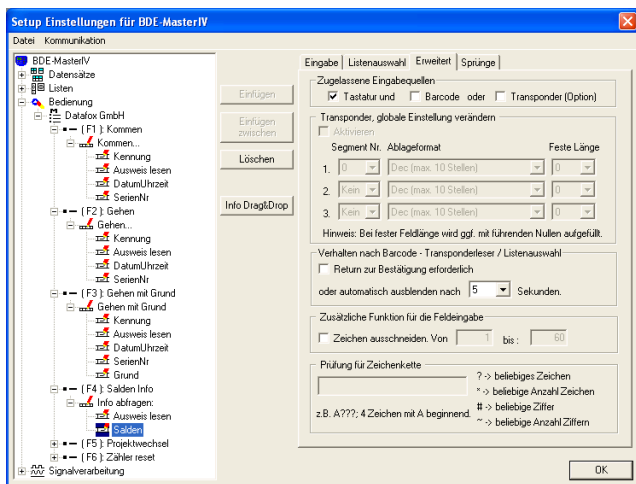 Setup Einstellungen für BDE-MasterIV
Datei Kommunikation
BDE-MasterIV
Datensätze
Listen
Bedienung
Datafox GmbH
( F1 ): Kommen
Kommen...
Kennung
Ausweis lesen
DatumUhrzeit
SerienNr
( F2 ): Gehen
Gehen...
Kennung
Ausweis lesen
DatumUhrzeit
SerienNr
( F3 ): Gehen mit Grund
Gehen mit Grund
Kennung
Ausweis lesen
DatumUhrzeit
SerienNr
Grund
( F4 ): Salden Info
Info abfragen:
Ausweis lesen
Salden
( F5 ): Projektwechsel
( F6 ): Zähler reset
Signalverarbeitung
Einfügen
Einfügen
zwischen
Löschen
Info Drag&Drop
Eingabe Listenauswahl Erweitert Sprünge
Zugelassene Eingabequellen
Tastatur und Barcode oder Transponder (Option)
Transponder, globale Einstellung verändern
Aktivieren
Segment Nr. Ablageformat Feste Länge
1. 0 Dec (max. 10 Stellen) 0
2. Kein Dec (max. 10 Stellen) 0
3. Kein Dec (max. 10 Stellen) 0
Hinweis: Bei fester Feldlänge wird ggf. mit führenden Nullen aufgefüllt.
Verhalten nach Barcode - Transponderleser / Listenauswahl
Return zur Bestätigung erforderlich
oder automatisch ausblenden nach 5 Sekunden.
Zusätzliche Funktion für die Feldeingabe
Zeichen ausschneiden. Von 1 bis : 60
Prüfung für Zeichenkette
? -> beliebiges Zeichen
* -> beliebige Anzahl Zeichen
# -> beliebige Ziffer
~ -> beliebige Anzahl Ziffern
z.B. A???; 4 Zeichen mit A beginnend.
OK